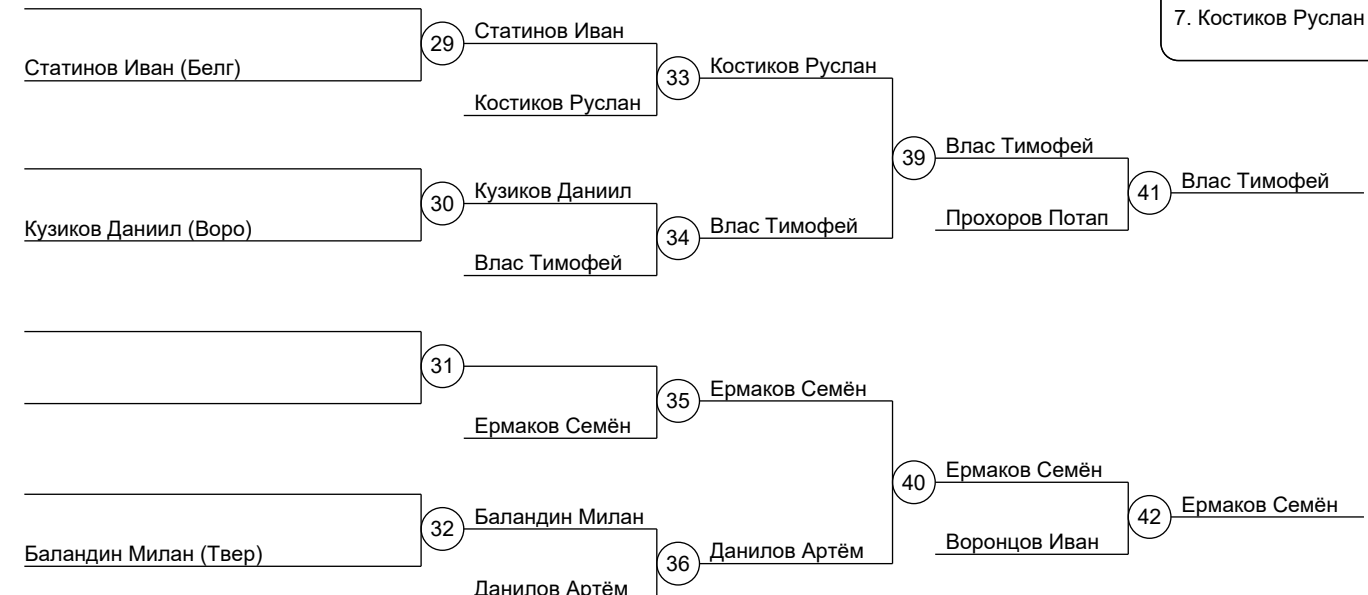 7. Костиков Руслан
29
Статинов Иван
Статинов Иван (Белг)
33
Костиков Руслан
Костиков Руслан
39
Влас Тимофей
41
Влас Тимофей
30
Кузиков Даниил
Кузиков Даниил (Воро)
34
Влас Тимофей
Прохоров Потап
Влас Тимофей
31
35
Ермаков Семён
Ермаков Семён
40
Ермаков Семён
42
Ермаков Семён
32
Баландин Милан
Баландин Милан (Твер)
36
Данилов Артём
Воронцов Иван
Данилов Артём